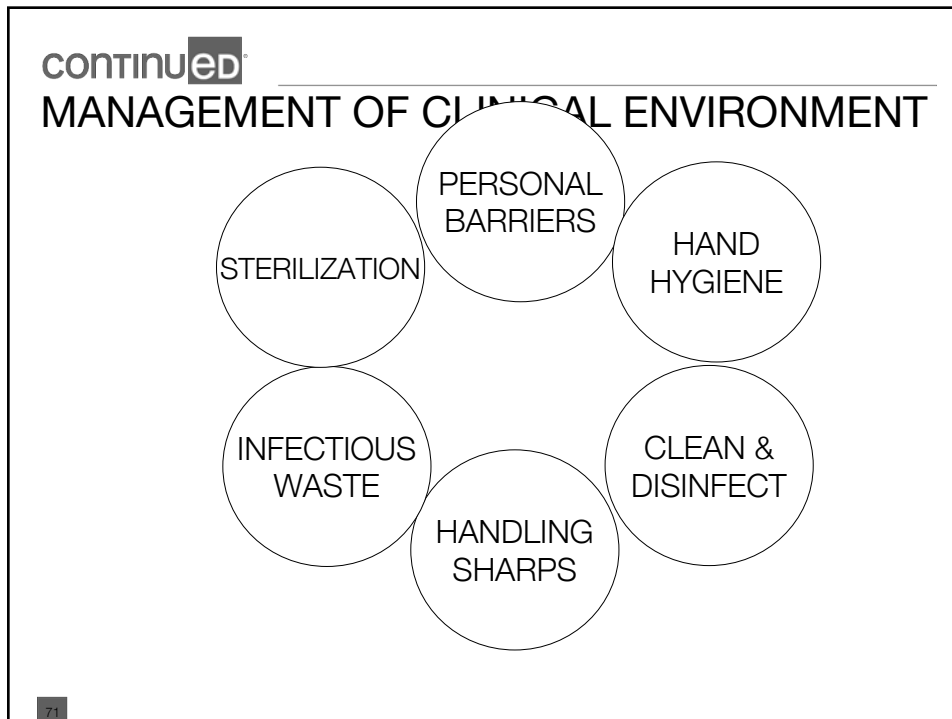 CONTINUED
MANAGEMENT OF CLINICAL ENVIRONMENT
PERSONAL
BARRIERS
HAND
HYGIENE
CLEAN &
DISINFECT
HANDLING
SHARPS
INFECTIOUS
WASTE
STERILIZATION
71